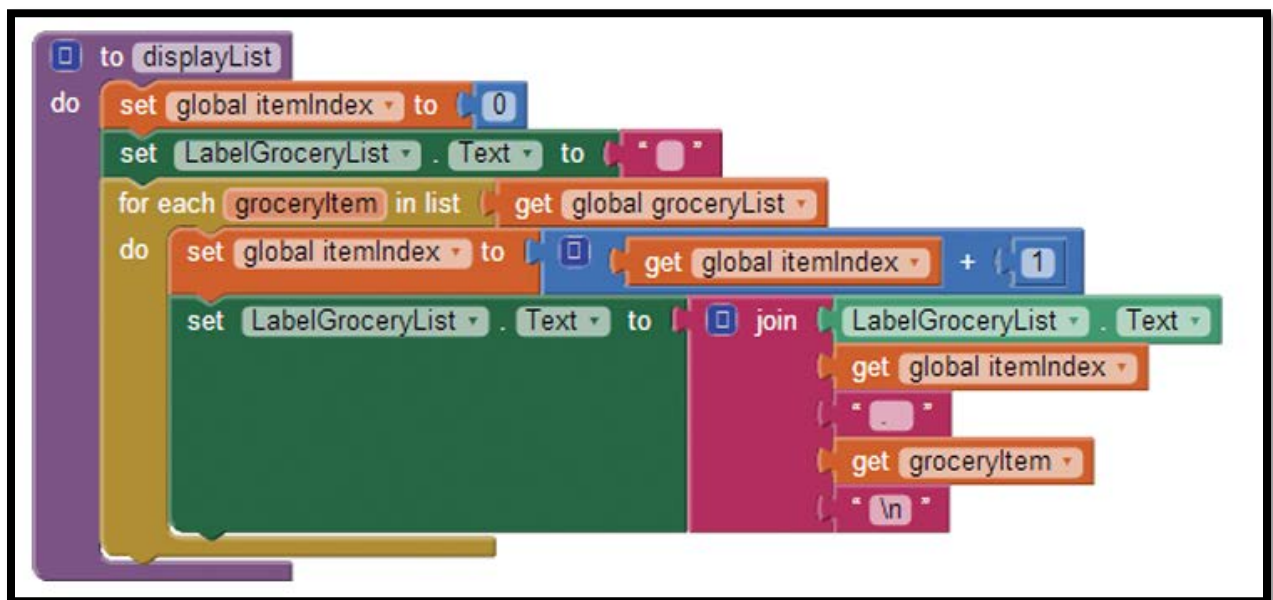 to displayList
do set global itemIndex to 0
set LabelGroceryList . Text to " "
for each groceryItem in list get global groceryList
do set global itemIndex to get global itemIndex + 1
set LabelGroceryList . Text to join LabelGroceryList . Text
get global itemIndex
" . "
get groceryItem
" \n "